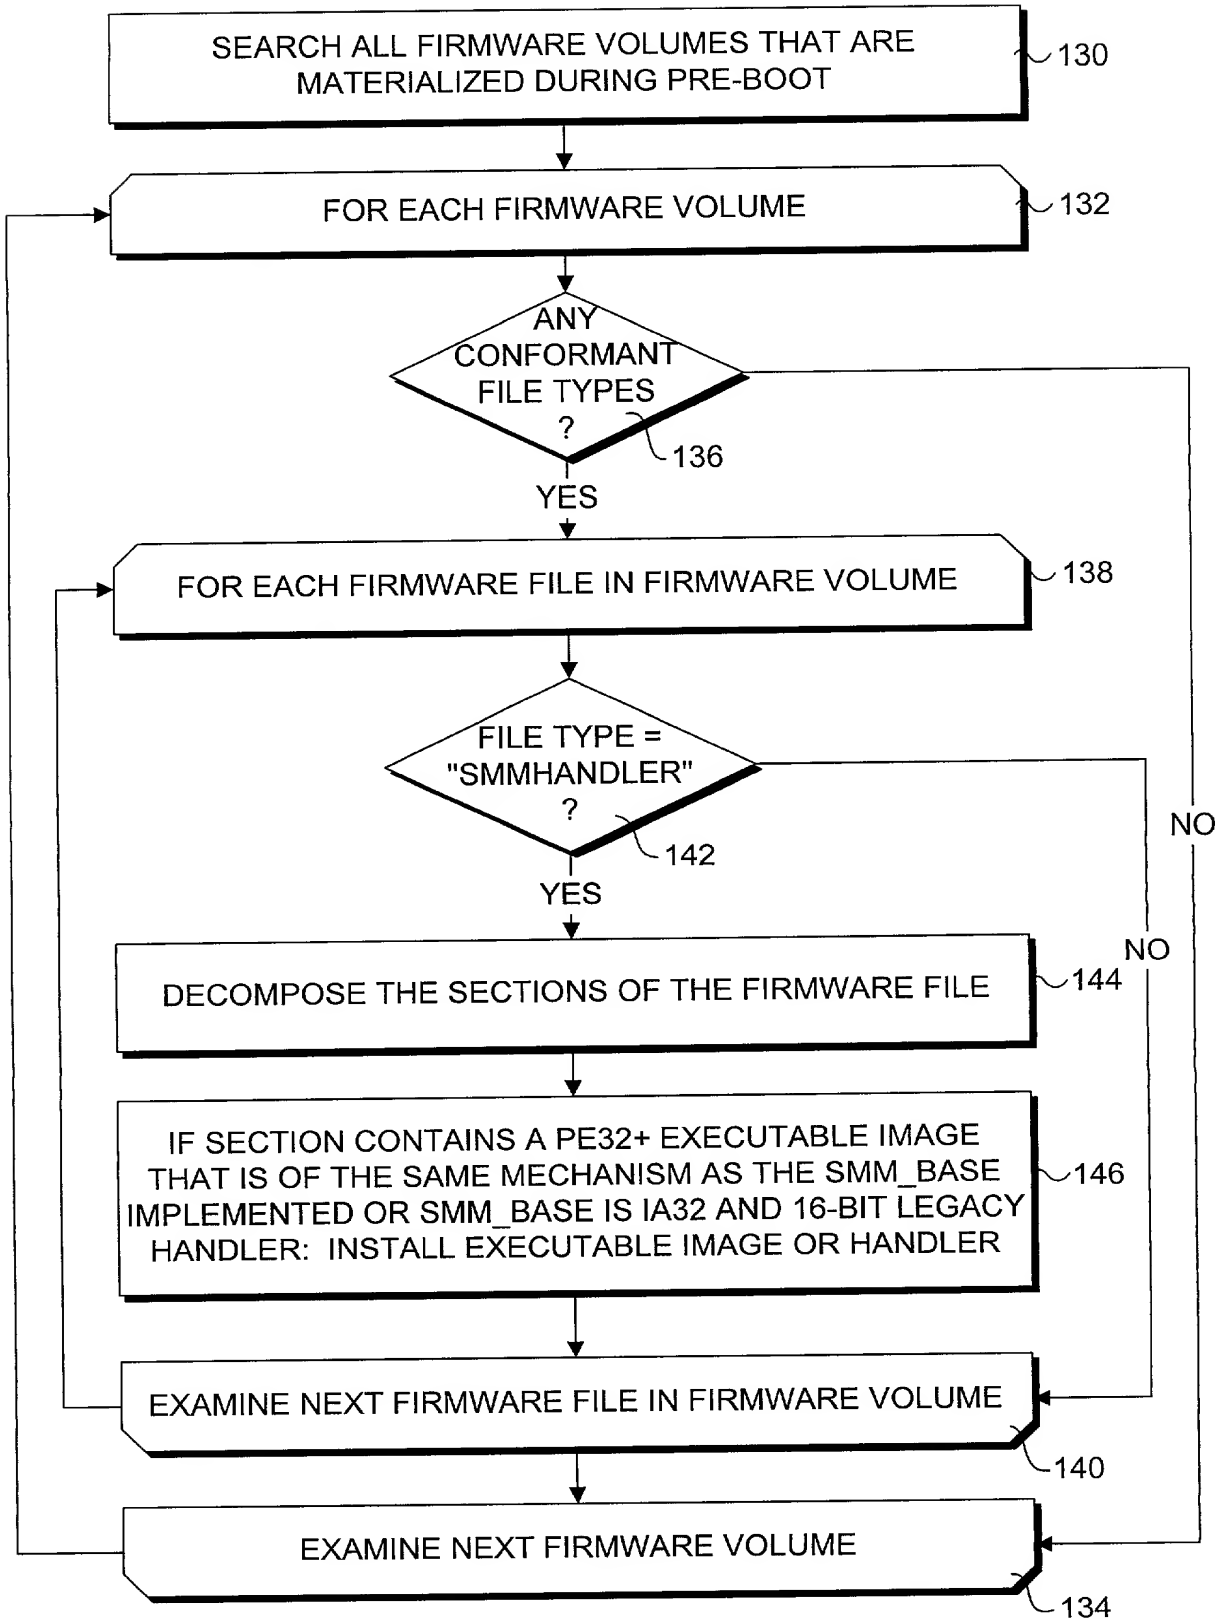 SEARCH ALL FIRMWARE VOLUMES THAT ARE
MATERIALIZED DURING PRE-BOOT
130
FOR EACH FIRMWARE VOLUME
132
ANY
CONFORMANT
FILE TYPES
?
136
YES
FOR EACH FIRMWARE FILE IN FIRMWARE VOLUME
138
FILE TYPE =
"SMMHANDLER"
?
142
NO
YES
NO
DECOMPOSE THE SECTIONS OF THE FIRMWARE FILE
144
IF SECTION CONTAINS A PE32+ EXECUTABLE IMAGE
THAT IS OF THE SAME MECHANISM AS THE SMM_BASE
IMPLEMENTED OR SMM_BASE IS IA32 AND 16-BIT LEGACY
HANDLER: INSTALL EXECUTABLE IMAGE OR HANDLER
146
EXAMINE NEXT FIRMWARE FILE IN FIRMWARE VOLUME
140
EXAMINE NEXT FIRMWARE VOLUME
134